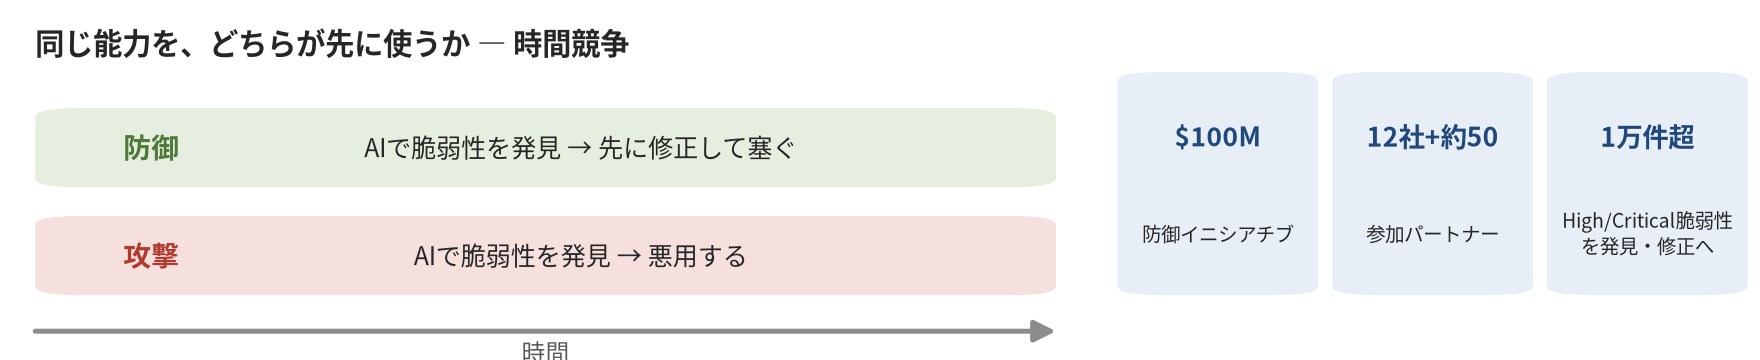 同じ能力を、どちらが先に使うか — 時間競争
防御
AIで脆弱性を発見 → 先に修正して塞ぐ
攻撃
AIで脆弱性を発見 → 悪用する
時間
$100M
防御イニシアチブ
12社+約50
参加パートナー
1万件超
High/Critical脆弱性
を発見・修正へ